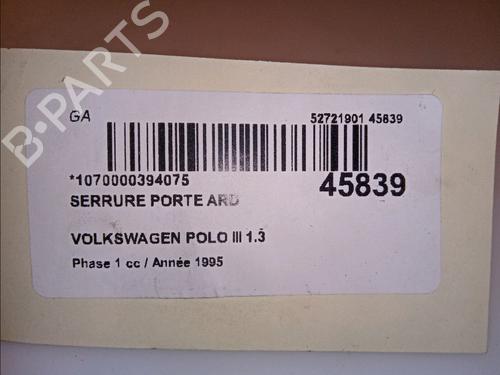 B-PARTS
GA
52721901 45839
*1070000394075
45839
SERRURE PORTE ARD
VOLKSWAGEN POLO III 1.3
Phase 1 cc / Année 1995